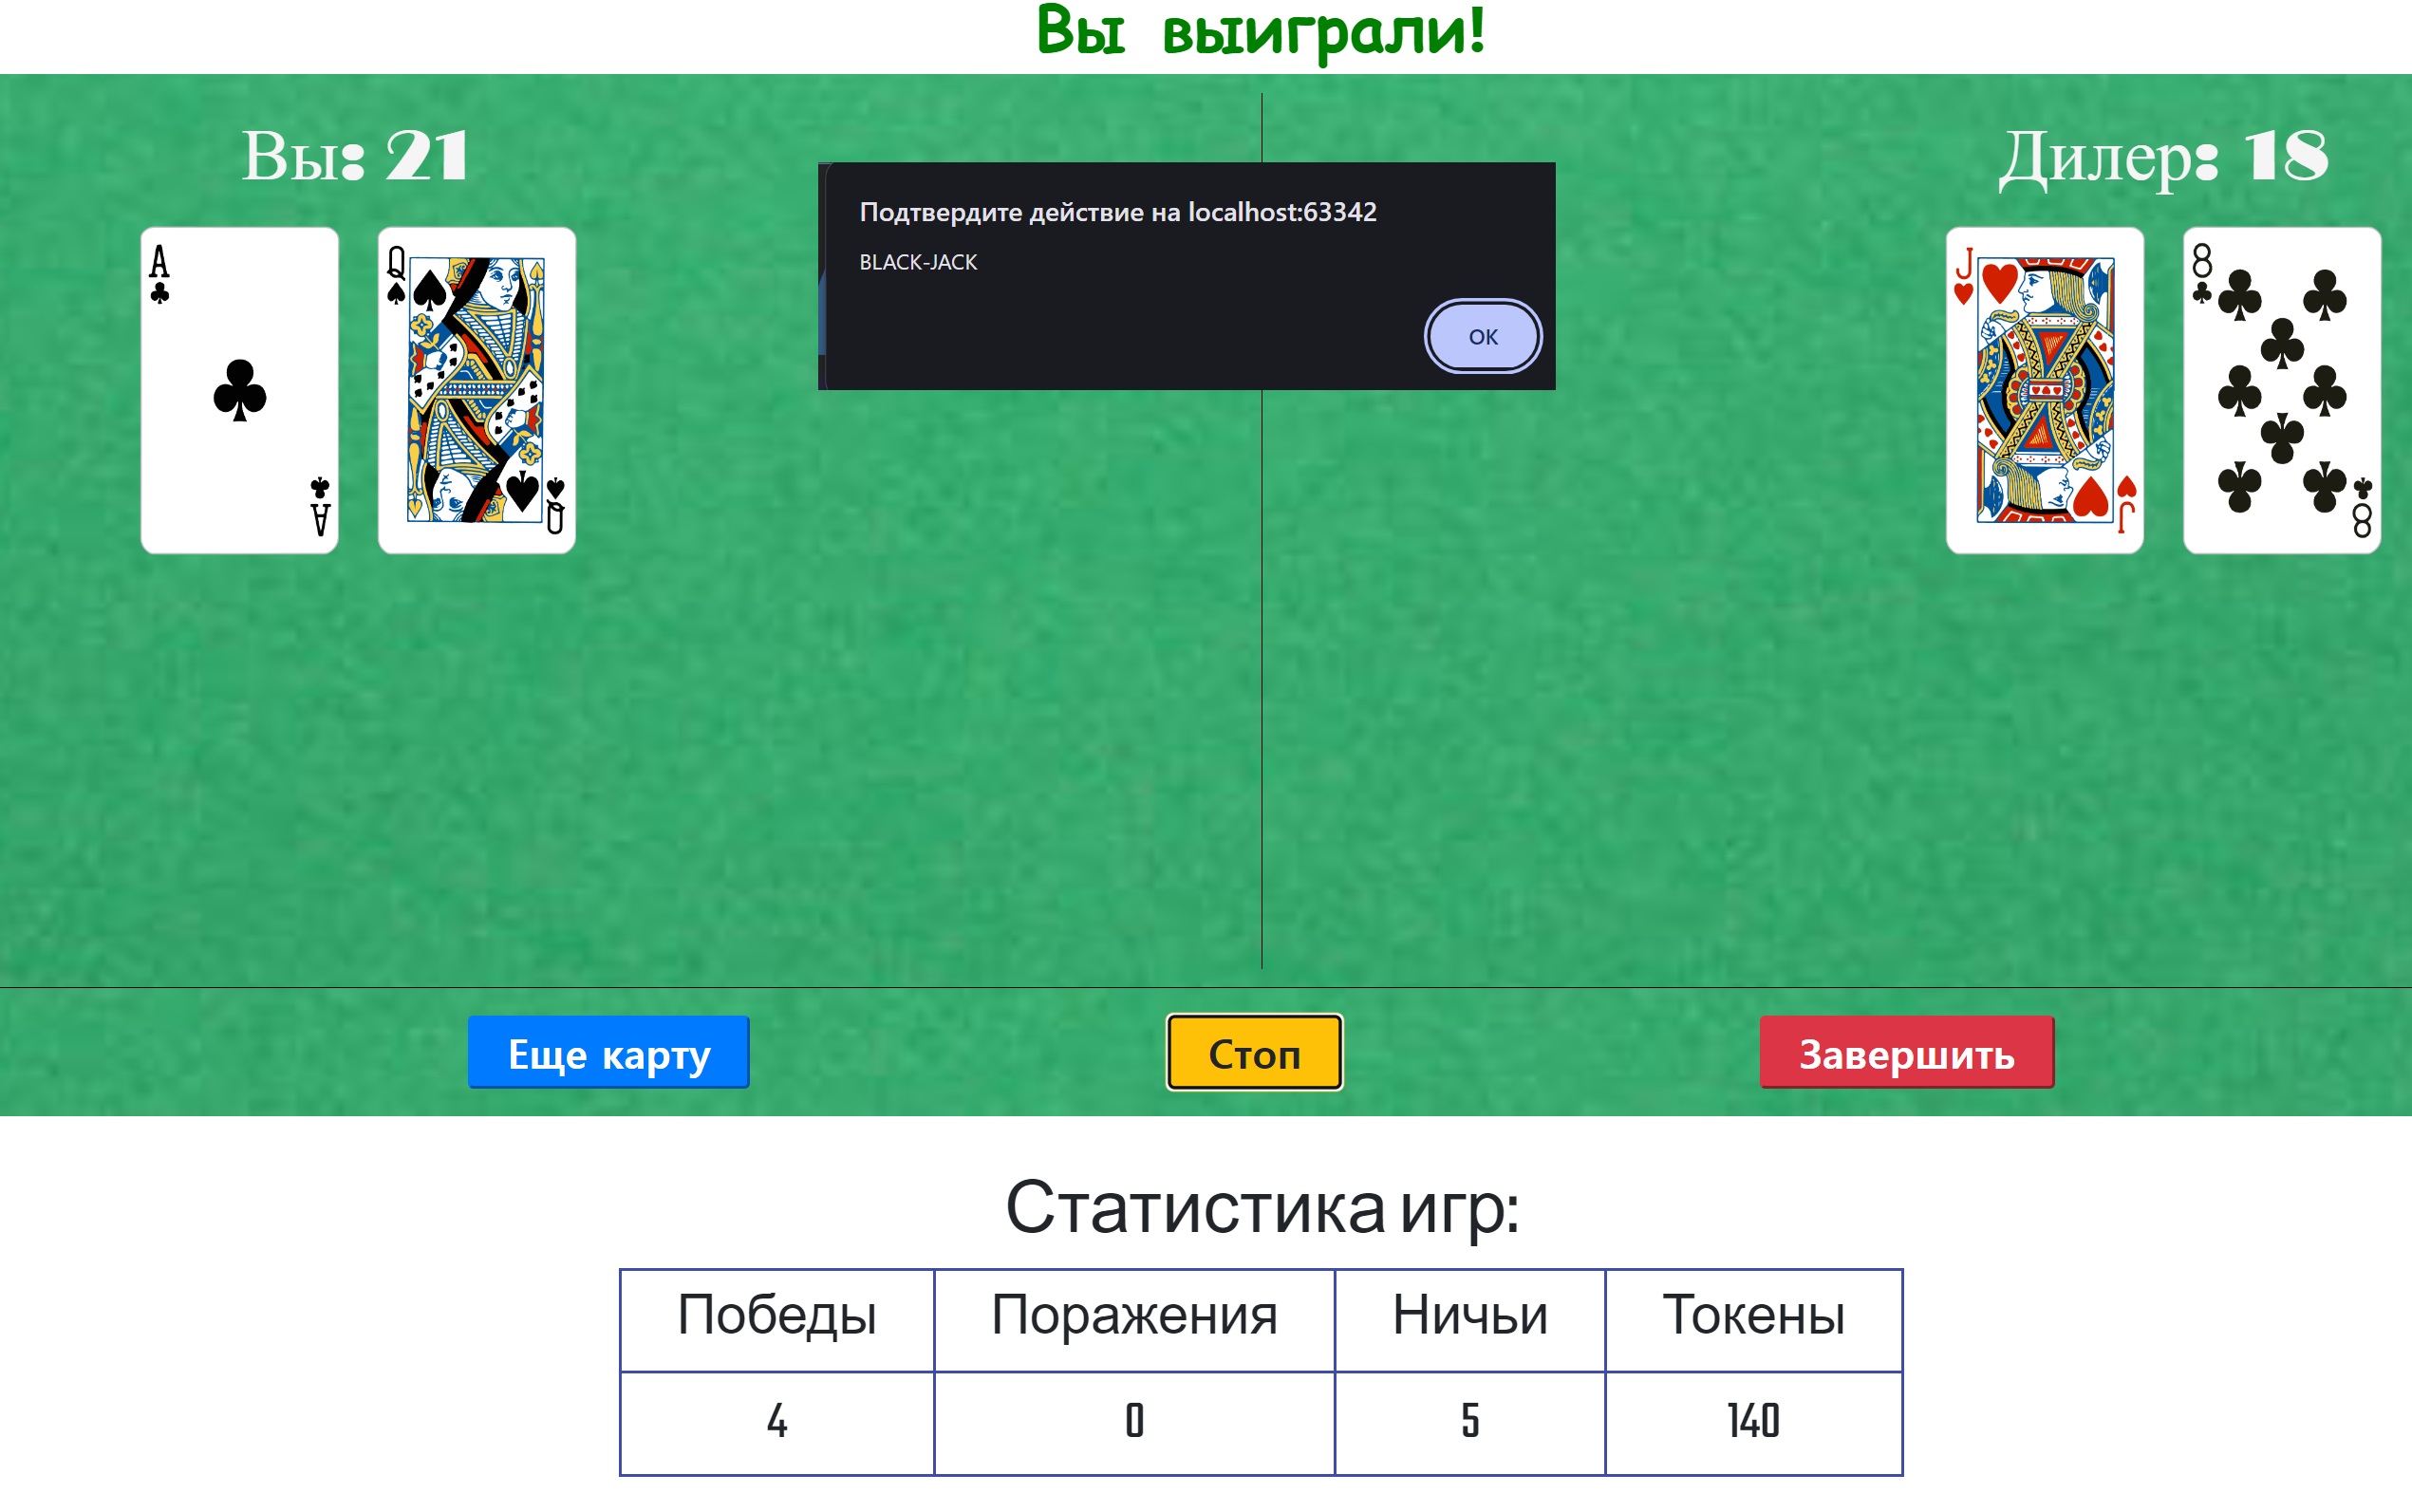 Вы выиграли!
Вы: 21
Дилер: 18
Подтвердите действие на localhost:63342
BLACK-JACK
OK
A
A
Q
Q
J
J
8
8
Еще карту
Стоп
Завершить
Статистика игр:
Победы Поражения Ничьи Токены
4 0 5 140